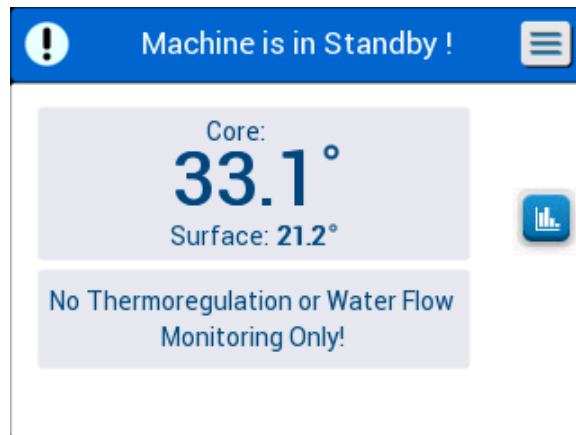 Machine is in Standby !
Core:
33.1°
Surface: 21.2°
No Thermoregulation or Water Flow
Monitoring Only!